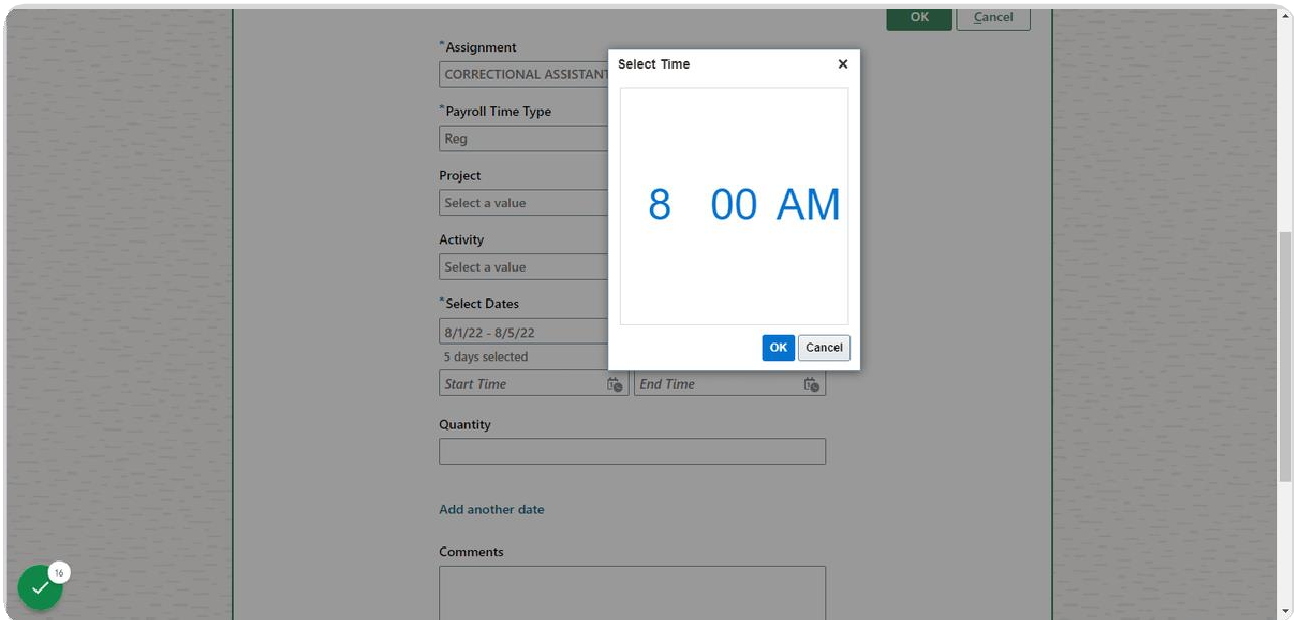 OK Cancel
*Assignment
CORRECTIONAL ASSISTANT
*Payroll Time Type
Reg
Project
Select a value
Activity
Select a value
*Select Dates
8/1/22 - 8/5/22
5 days selected
Start Time End Time
Quantity
Add another date
Comments
Select Time X
8 00 AM
OK Cancel
16